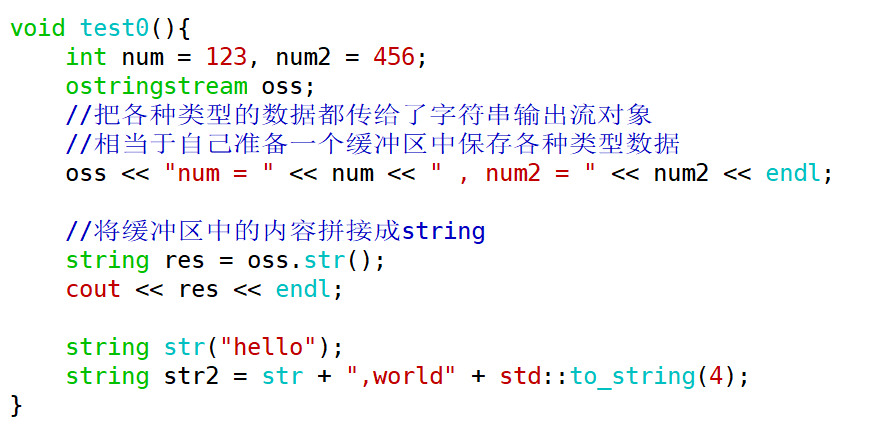 void test0(){
    int num = 123, num2 = 456;
    ostringstream oss;
    //把各种类型的数据都传给了字符串输出流对象
    //相当于自己准备一个缓冲区中保存各种类型数据
    oss << "num = " << num << " , num2 = " << num2 << endl;

    //将缓冲区中的内容拼接成string
    string res = oss.str();
    cout << res << endl;

    string str("hello");
    string str2 = str + ",world" + std::to_string(4);
}